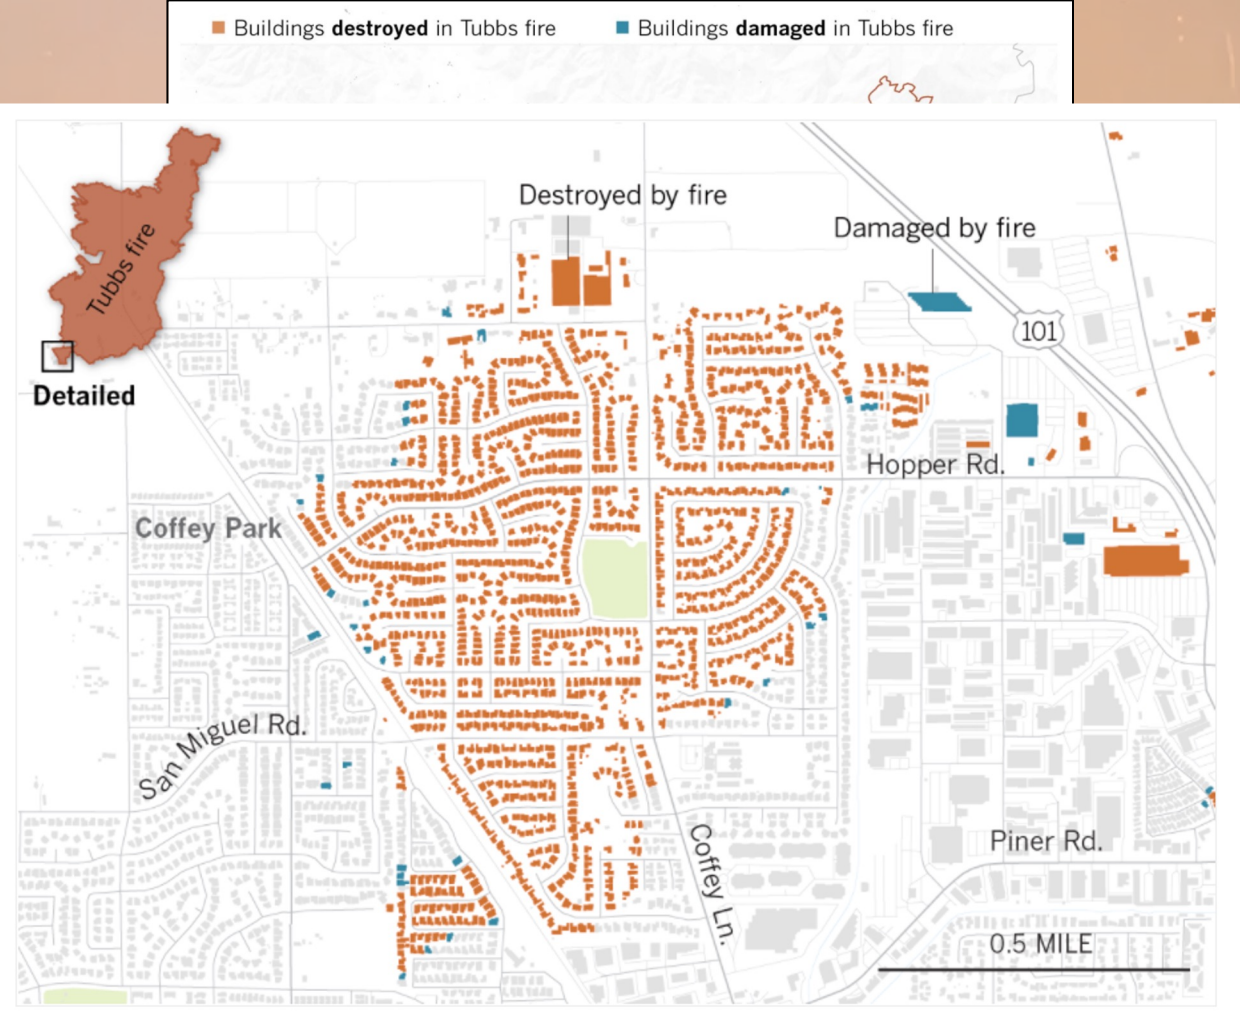 Buildings destroyed in Tubbs fire
Buildings damaged in Tubbs fire
Destroyed by fire
Damaged by fire
Tubbs fire
101
Detailed
Hopper Rd.
Coffey Park
San Miguel Rd.
Coffey Ln.
Piner Rd.
0.5 MILE